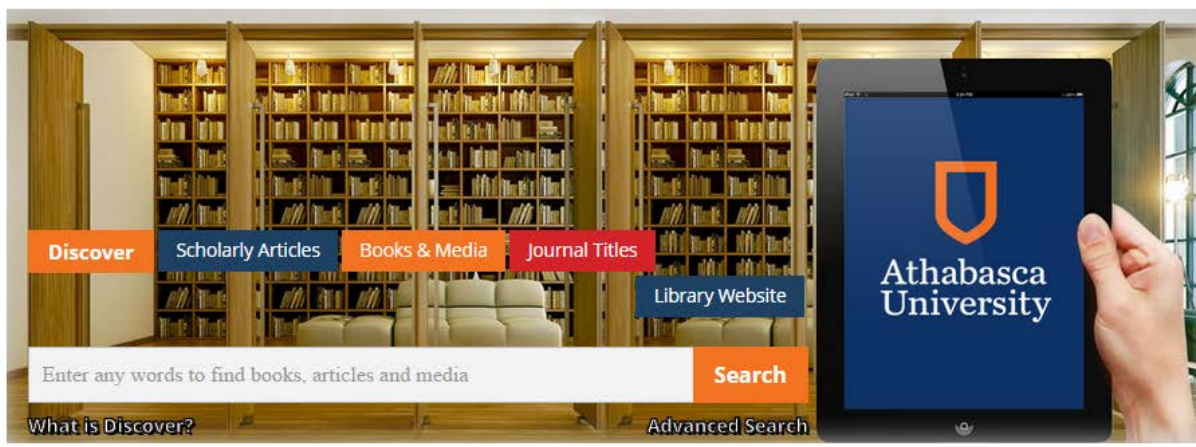 Discover
Scholarly Articles
Books & Media
Journal Titles
Library Website
Enter any words to find books, articles and media
Search
What is Discover?
Advanced Search
Athabasca
University